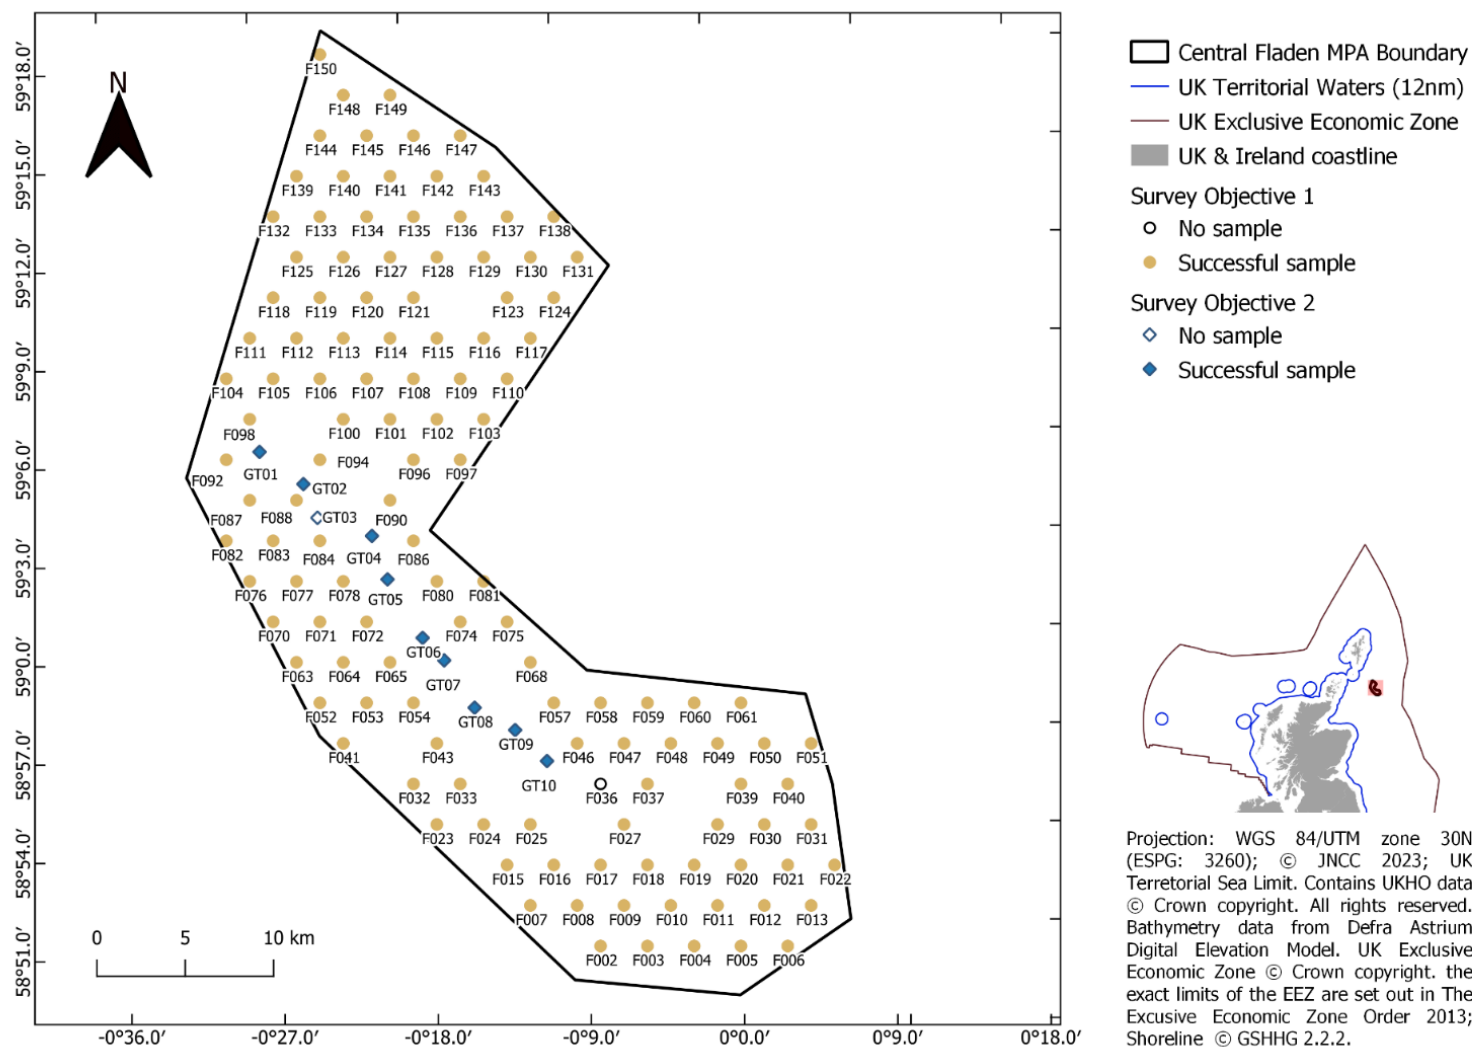 N
59°18.0'
59°15.0'
59°12.0'
59°9.0'
59°6.0'
59°3.0'
59°0.0'
58°57.0'
58°54.0'
58°51.0'
F150
F148 F149
F144 F145 F146 F147
F139 F140 F141 F142 F143
F132 F133 F134 F135 F136 F137 F138
F125 F126 F127 F128 F129 F130 F131
F118 F119 F120 F121 F123 F124
F111 F112 F113 F114 F115 F116 F117
F104 F105 F106 F107 F108 F109 F110
F098 F100 F101 F102 F103
F092 GT01 F094 F096 F097
GT02
F087 F088 GT03 F090
F082 F083 F084 GT04 F086
F076 F077 F078 GT05 F080 F081
F070 F071 F072 GT06 F074 F075
F063 F064 F065 GT07 F068
F052 F053 F054 GT08 F057 F058 F059 F060 F061
F041 F043 GT09 F046 F047 F048 F049 F050 F051
F032 F033 GT10 F036 F037 F039 F040
F023 F024 F025 F027 F029 F030 F031
F015 F016 F017 F018 F019 F020 F021 F022
F007 F008 F009 F010 F011 F012 F013
F002 F003 F004 F005 F006
0 5 10 km
-0°36.0' -0°27.0' -0°18.0' -0°9.0' 0°0.0' 0°9.0' 0°18.0'
Central Fladen MPA Boundary
UK Territorial Waters (12nm)
UK Exclusive Economic Zone
UK & Ireland coastline
Survey Objective 1
No sample
Successful sample
Survey Objective 2
No sample
Successful sample
Projection: WGS 84/UTM zone 30N
(ESPG: 3260); © JNCC 2023; UK
Terretorial Sea Limit. Contains UKHO data
© Crown copyright. All rights reserved.
Bathymetry data from Defra Astrium
Digital Elevation Model. UK Exclusive
Economic Zone © Crown copyright. the
exact limits of the EEZ are set out in The
Excusive Economic Zone Order 2013;
Shoreline © GSHHG 2.2.2.